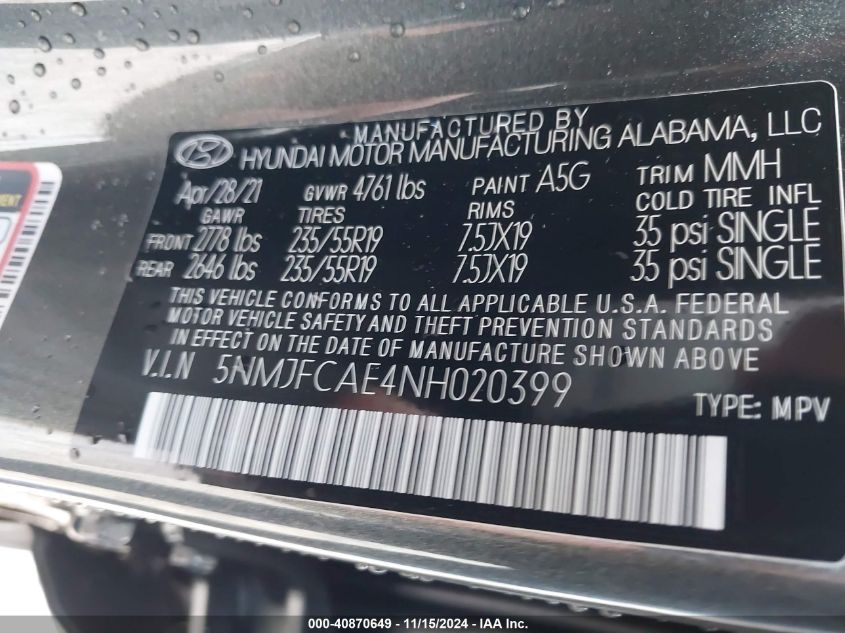 MANUFACTURED BY
HYUNDAI MOTOR MANUFACTURING ALABAMA, LLC
Apr/28/21 GVWR 4761 lbs PAINT A5G TRIM MMH
GAWR TIRES RIMS COLD TIRE INFL
FRONT 2778 lbs 235/55R19 7.5JX19 35 psi SINGLE
REAR 2646 lbs 235/55R19 7.5JX19 35 psi SINGLE
THIS VEHICLE CONFORMS TO ALL APPLICABLE U.S.A. FEDERAL
MOTOR VEHICLE SAFETY AND THEFT PREVENTION STANDARDS
IN EFFECT ON THE DATE OF MANUFACTURE SHOWN ABOVE
V.I.N 5NMJFCAE4NH020399
TYPE: MPV
000-40870649 - 11/15/2024 - IAA Inc.